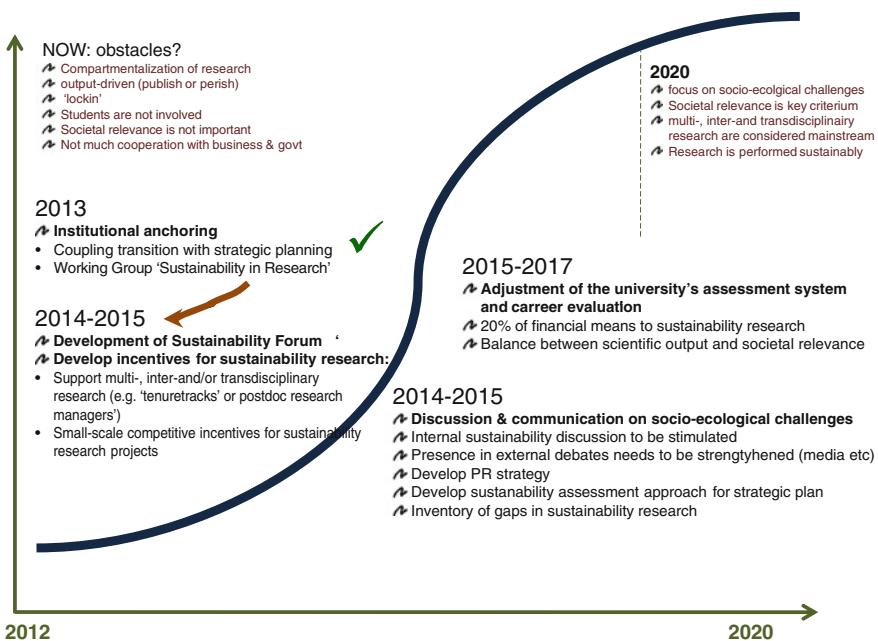 NOW: obstacles?
Compartmentalization of research
output-driven (publish or perish)
‘lockin’
Students are not involved
Societal relevance is not important
Not much cooperation with business & govt
2020
focus on socio-ecolgical challenges
Societal relevance is key criterium
multi-, inter-and transdisciplinairy
research are considered mainstream
Research is performed sustainably
2013
Institutional anchoring
• Coupling transition with strategic planning
• Working Group ‘Sustainability in Research’
2014-2015
Development of Sustainability Forum ‘
Develop incentives for sustainability research:
• Support multi-, inter-and/or transdisciplinary
research (e.g. ‘tenuretracks’ or postdoc research
managers’)
• Small-scale competitive incentives for sustainability
research projects
2015-2017
Adjustment of the university’s assessment system
and carreer evaluation
20% of financial means to sustainability research
Balance between scientific output and societal relevance
2014-2015
Discussion & communication on socio-ecological challenges
Internal sustainability discussion to be stimulated
Presence in external debates needs to be strengtyhened (media etc)
Develop PR strategy
Develop sustanability assessment approach for strategic plan
Inventory of gaps in sustainability research
2012
2020